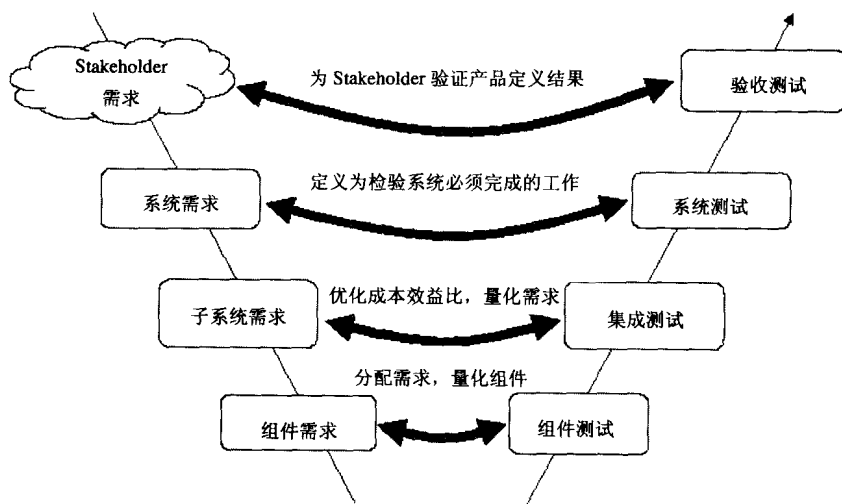 Stakeholder
需求
为 Stakeholder 验证产品定义结果
验收测试
系统需求
定义为检验系统必须完成的工作
系统测试
子系统需求
优化成本效益比，量化需求
集成测试
分配需求，量化组件
组件需求
组件测试